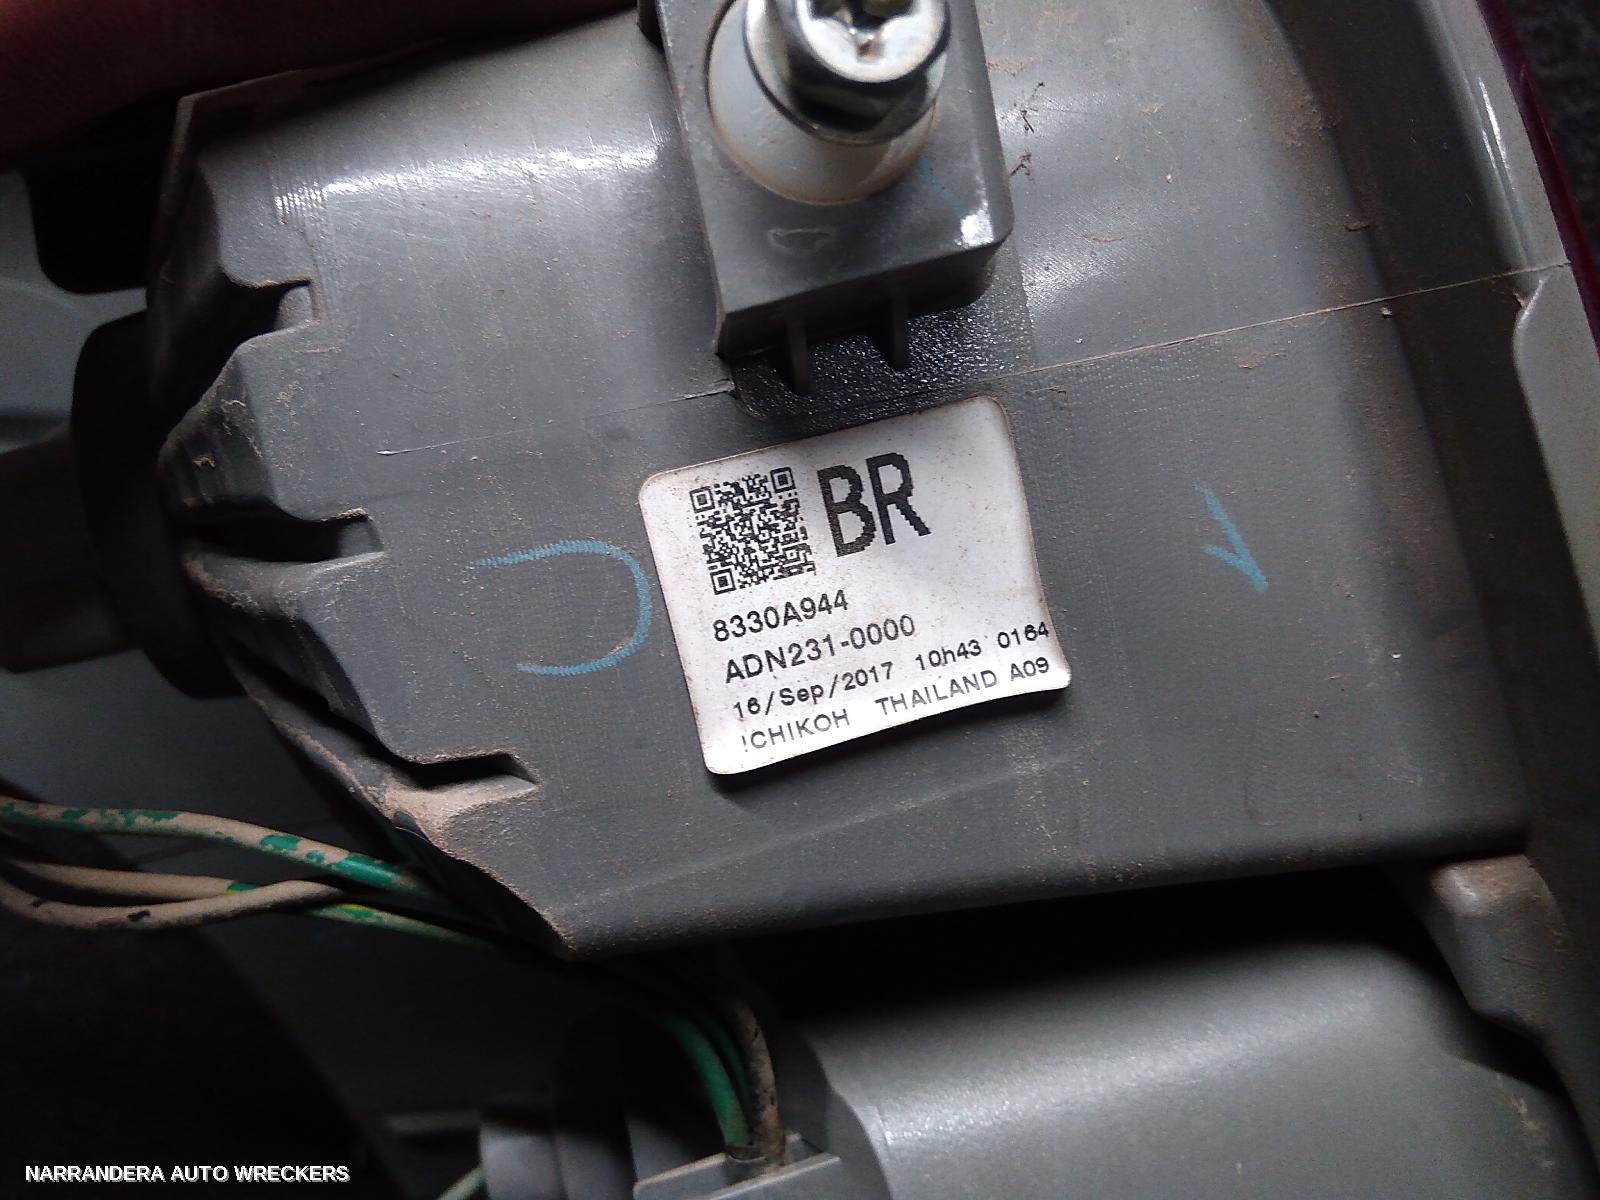 BR
8330A944
ADN231-0000
16/Sep/2017 10h43 0164
ICHIKOH THAILAND A09
NARRANDERA AUTO WRECKERS